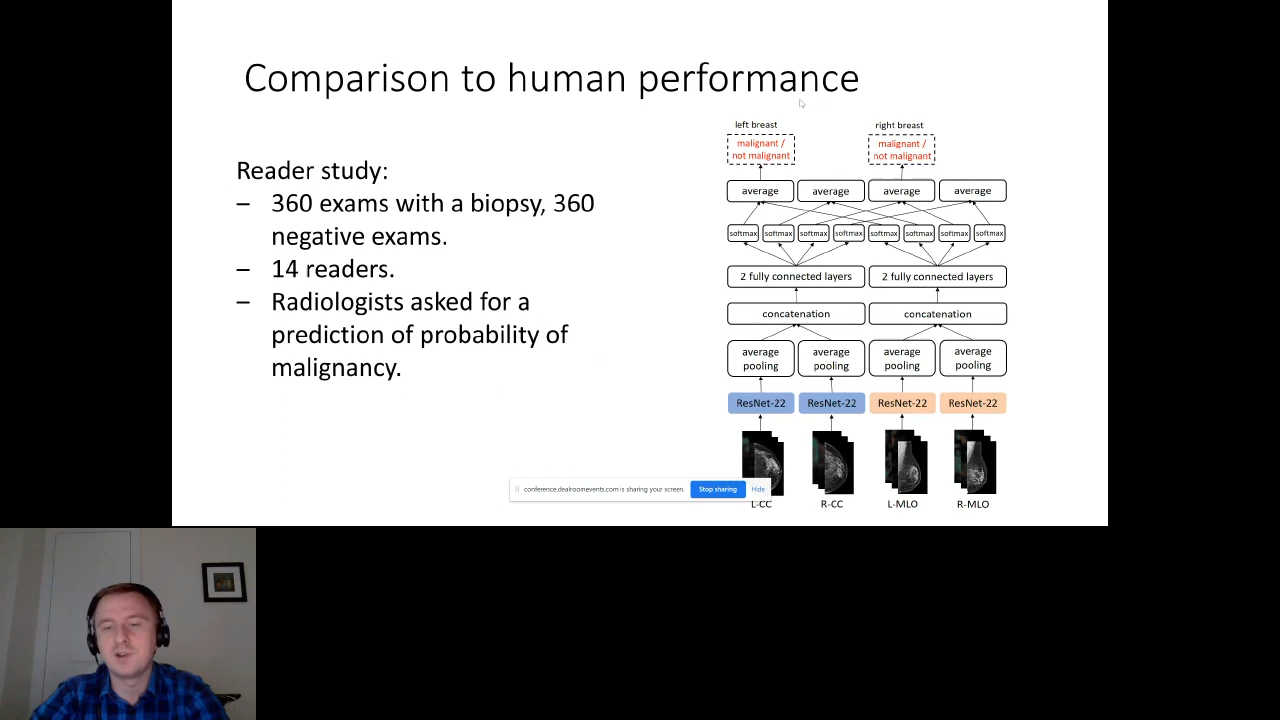 Comparison to human performance
Reader study:
– 360 exams with a biopsy, 360
negative exams.
– 14 readers.
– Radiologists asked for a
prediction of probability of
malignancy.
left breast right breast
malignant / malignant /
not malignant not malignant
average average average average
softmax softmax softmax softmax softmax softmax softmax softmax
2 fully connected layers 2 fully connected layers
concatenation concatenation
average average average average
pooling pooling pooling pooling
ResNet-22 ResNet-22 ResNet-22 ResNet-22
conference.dealroomevents.com is sharing your screen. Stop sharing Hide
L-CC R-CC L-MLO R-MLO